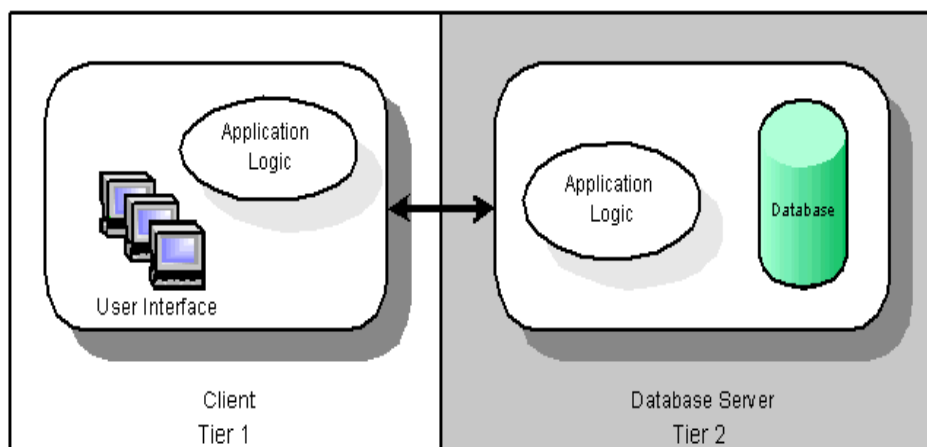 Application
Logic
User Interface
Client
Tier 1
Application
Logic
Database
Database Server
Tier 2